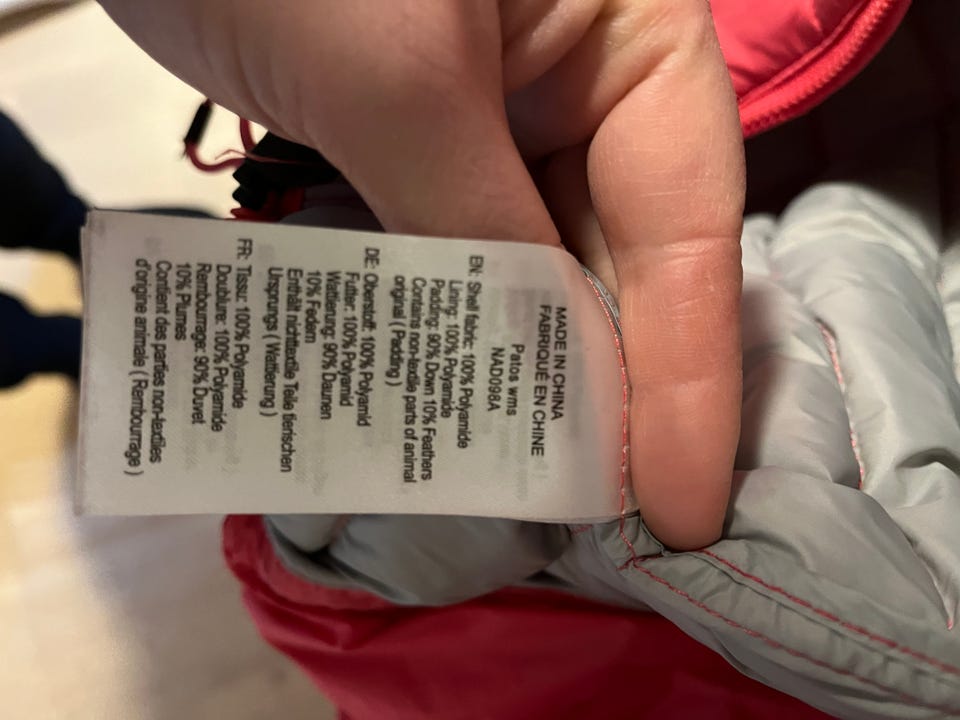 MADE IN CHINA
FABRIQUÉ EN CHINE
Patos wms
NAD098A
EN: Shell fabric: 100% Polyamide
Lining: 100% Polyamide
Padding: 90% Down 10% Feathers
Contains non-textile parts of animal
original ( Padding )
DE: Oberstoff: 100% Polyamid
Futter: 100% Polyamid
Wattierung: 90% Daunen
10% Federn
Enthält nichttextile Teile tierischen
Ursprungs ( Wattierung )
FR: Tissu: 100% Polyamide
Doublure: 100% Polyamide
Rembourrage: 90% Duvet
10% Plumes
Contient des parties non-textiles
d'origine animale ( Rembourrage )